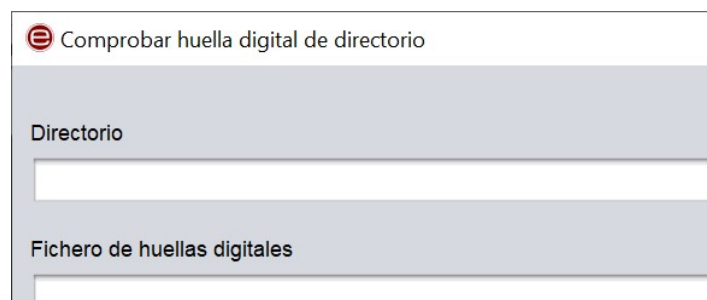 Comprobar huella digital de directorio
Directorio
Fichero de huellas digitales